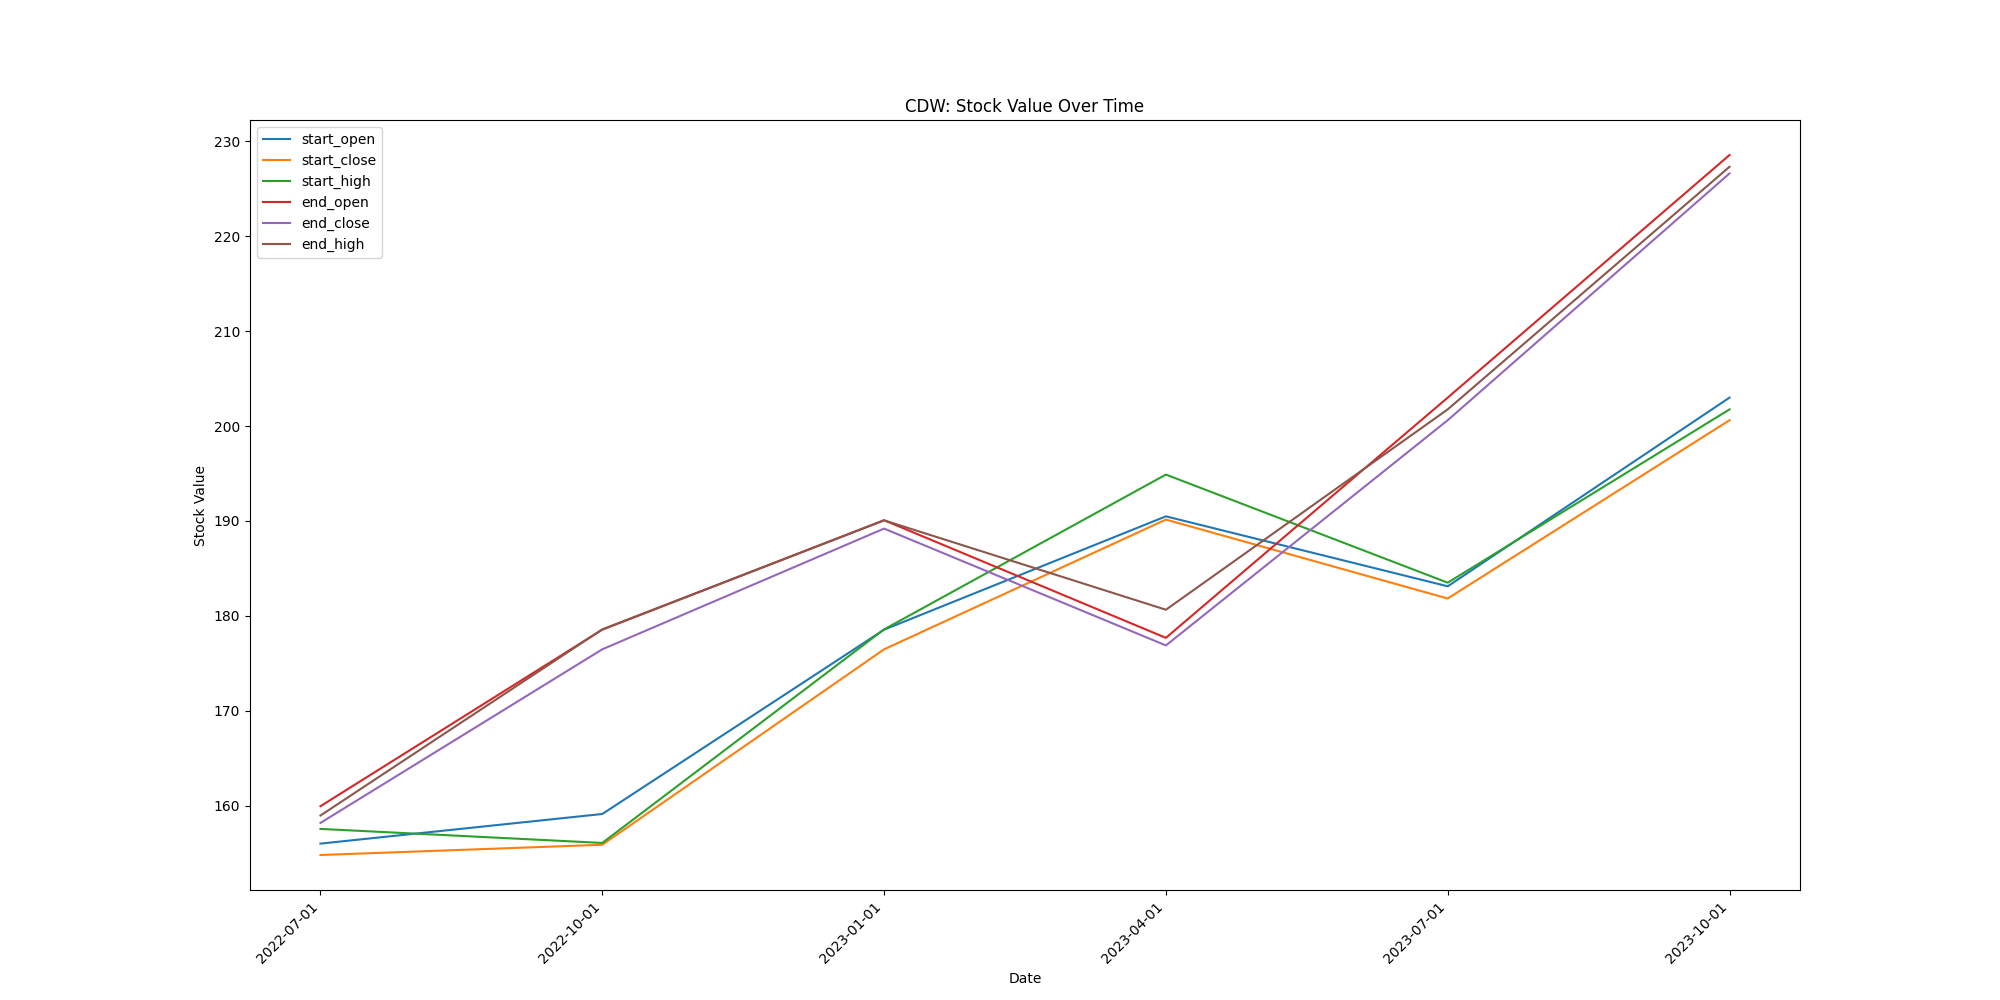 CDW: Stock Value Over Time
start_open
start_close
start_high
end_open
end_close
end_high
230
220
210
200
190
180
170
160
Stock Value
2022-07-01
2022-10-01
2023-01-01
2023-04-01
2023-07-01
2023-10-01
Date